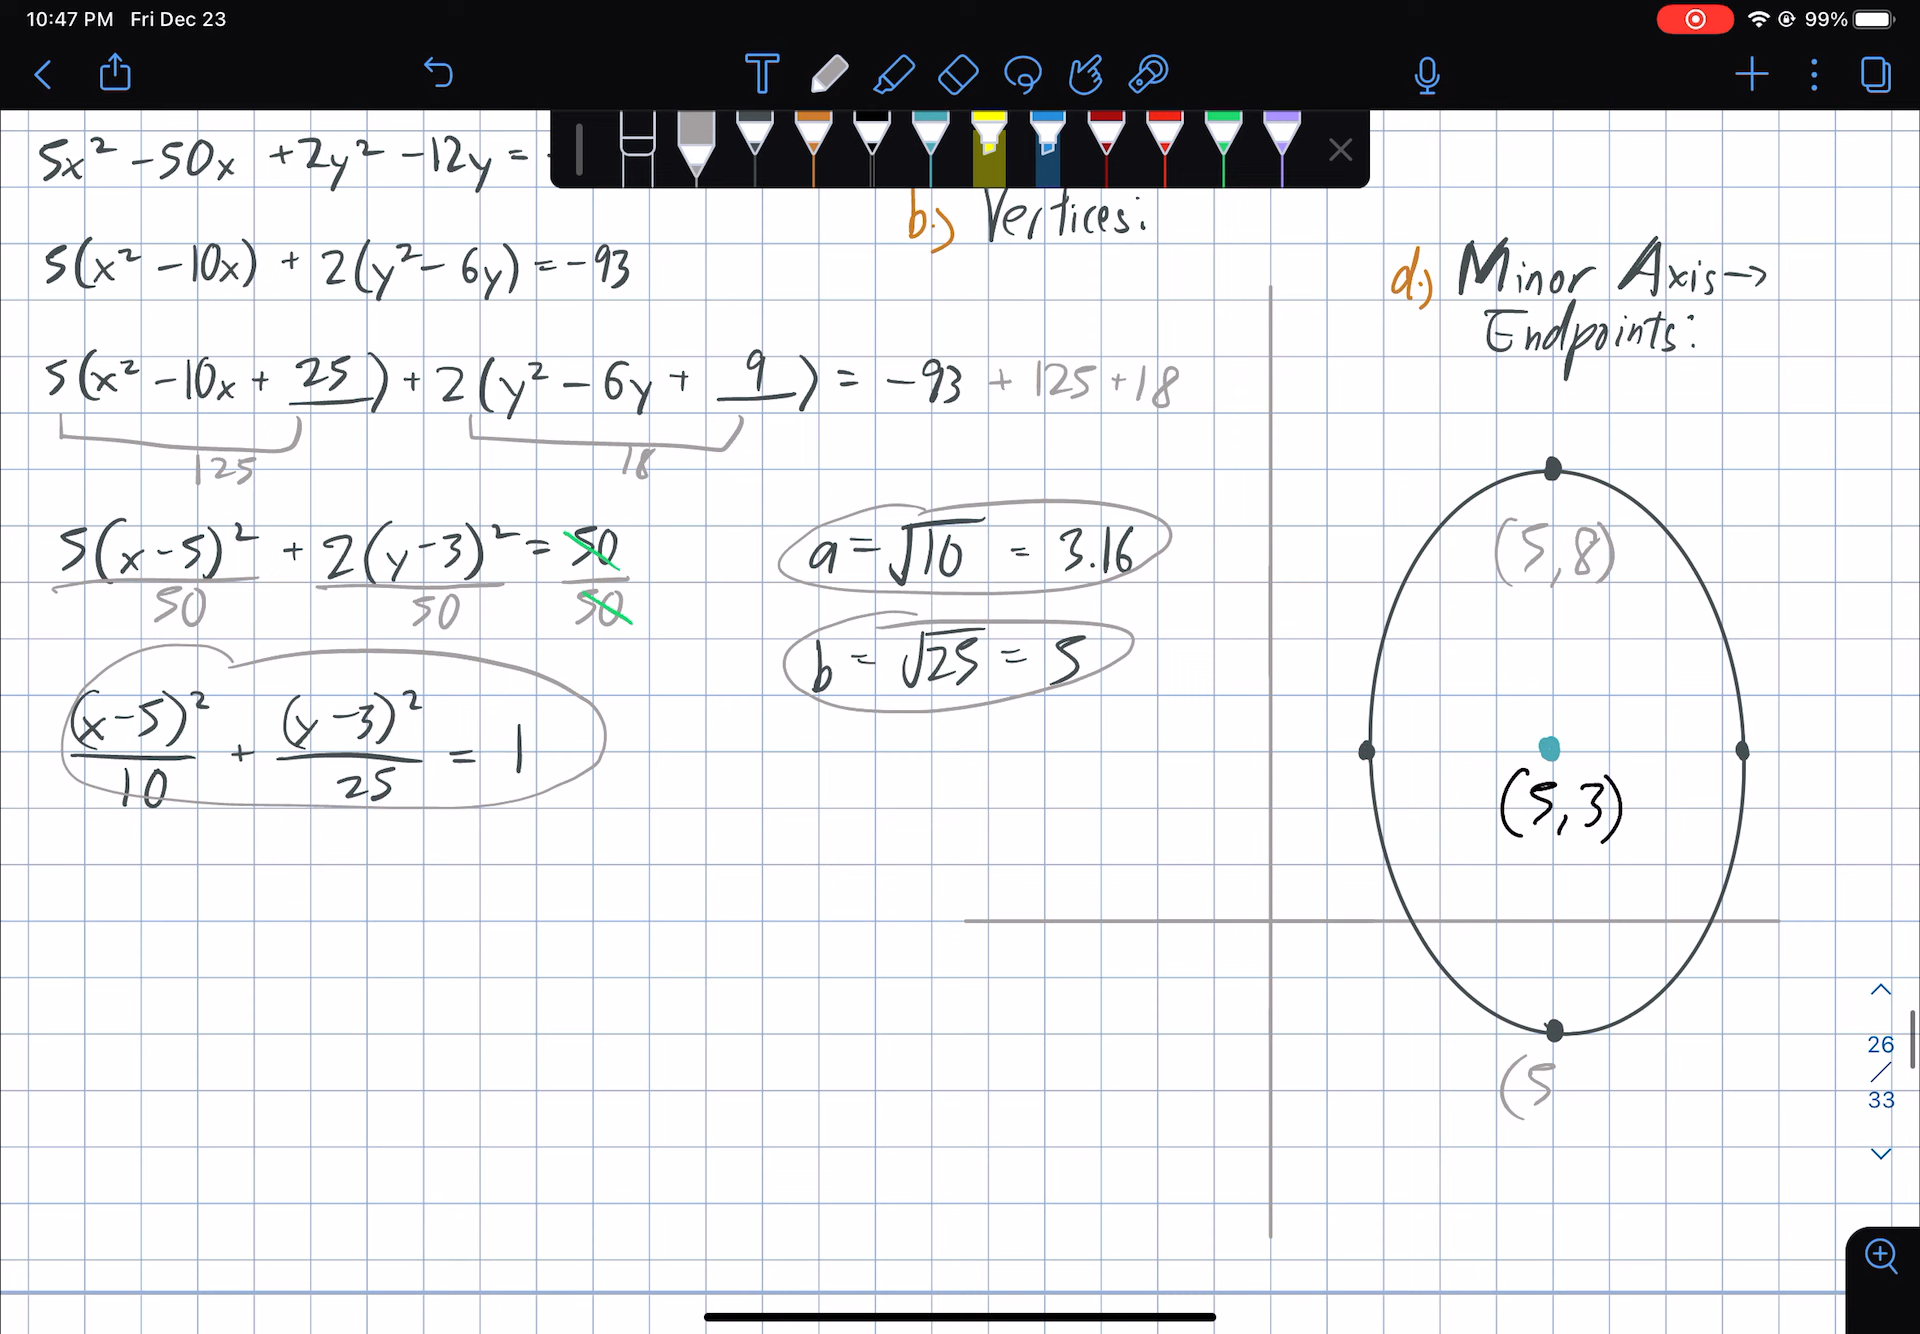 10:47 PM Fri Dec 23
99%
5x² - 50x + 2y² - 12y =
b.) Vertices:
5(x² - 10x) + 2(y² - 6y) = -93
d.) Minor Axis →
Endpoints:
5(x² - 10x + 25) + 2(y² - 6y + 9) = -93 + 125 + 18
125 18
5(x-5)²/50 + 2(y-3)²/50 = 50/50
a = √10 = 3.16
b = √25 = 5
(x-5)²/10 + (y-3)²/25 = 1
(5,8)
(5,3)
(5
26
/
33